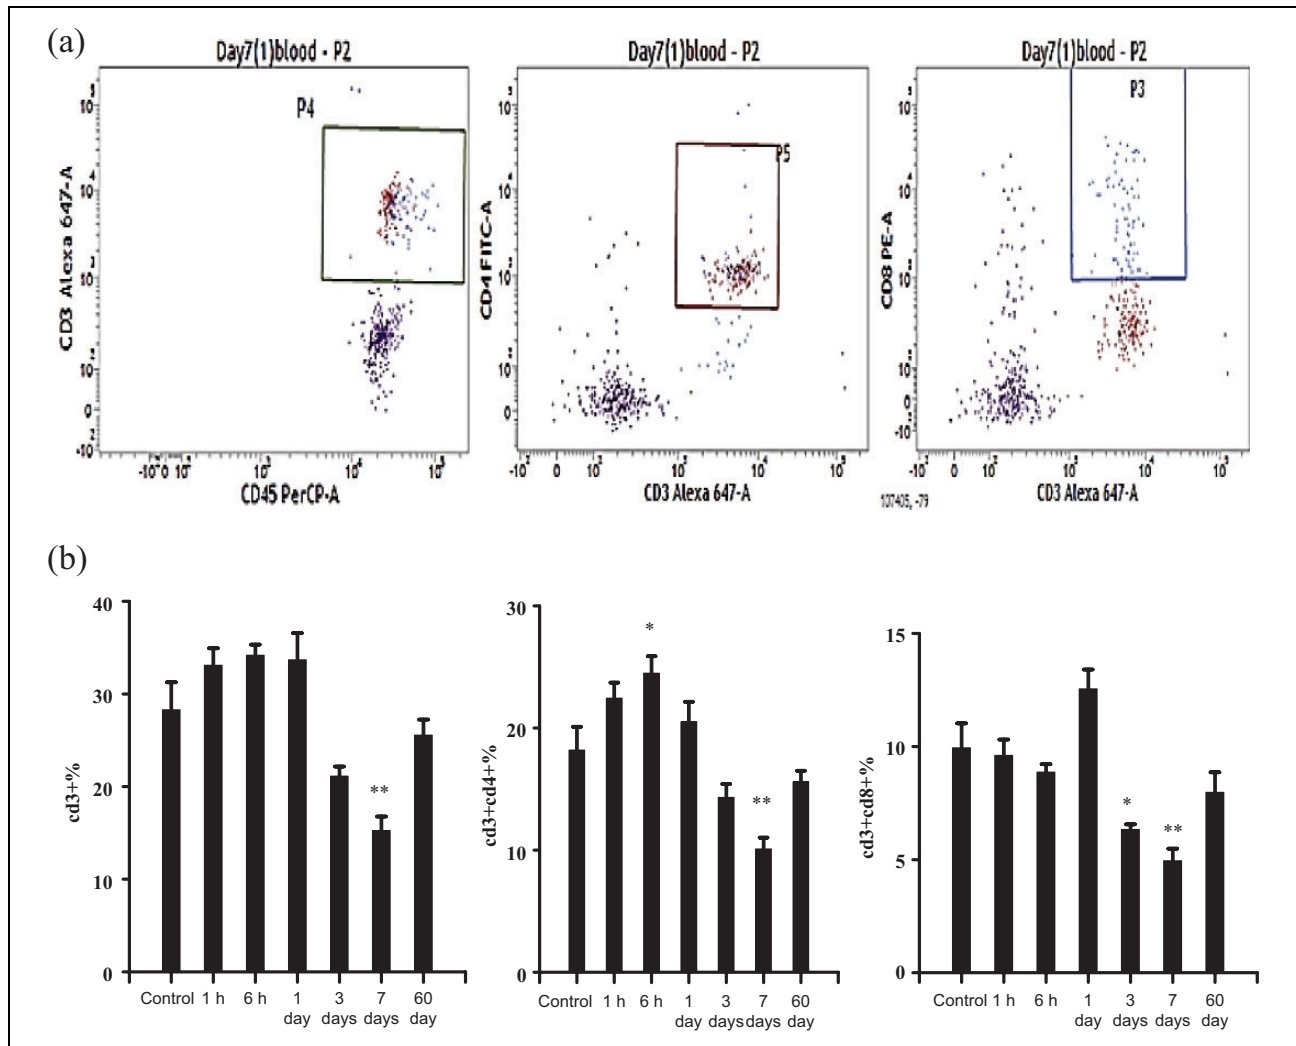 (a)
Day7(1)blood - P2
Day7(1)blood - P2
Day7(1)blood - P2
P4
P5
P3
CD3 Alexa 647-A
CD4 FITC-A
CD8 PE-A
CD45 PerCP-A
CD3 Alexa 647-A
CD3 Alexa 647-A
107405, -79
(b)
40
30
20
10
0
cd3+%
Control 1 h 6 h 1 day 3 days 7 days 60 day
**
30
20
10
0
cd3+cd4+%
Control 1 h 6 h 1 day 3 days 7 days 60 day
*
**
15
10
5
0
cd3+cd8+%
Control 1 h 6 h 1 day 3 days 7 days 60 day
*
**